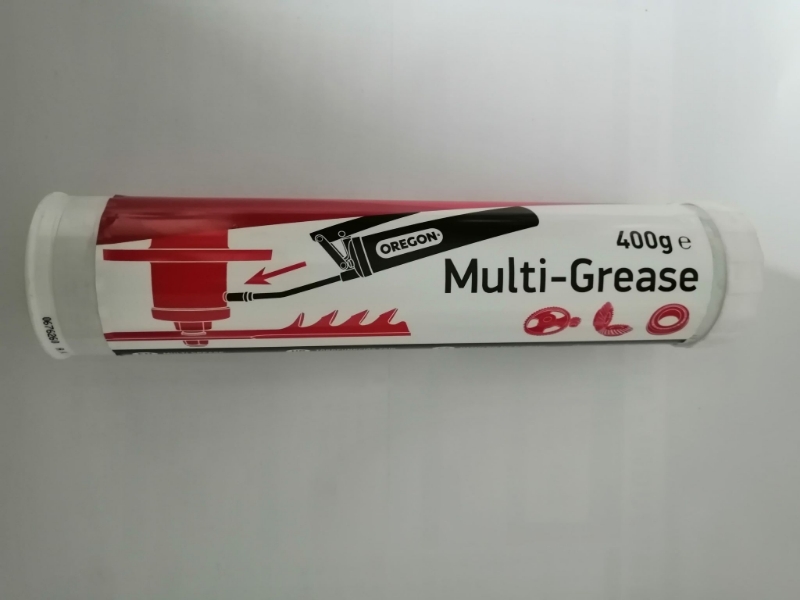 OREGON
400g ℮
Multi-Grease